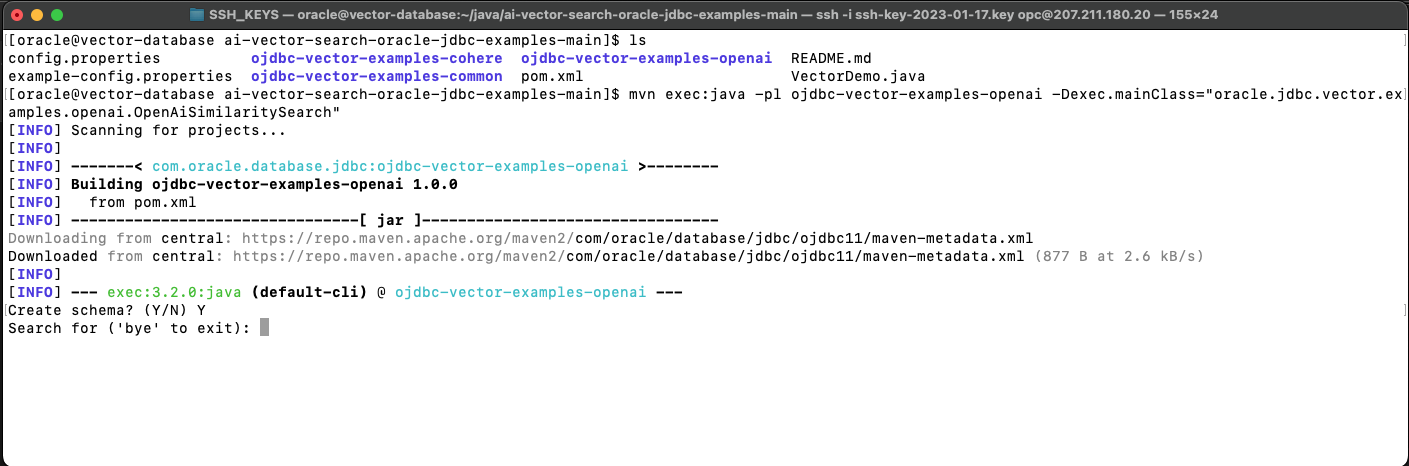 SSH_KEYS — oracle@vector-database:~/java/ai-vector-search-oracle-jdbc-examples-main — ssh -i ssh-key-2023-01-17.key opc@207.211.180.20 — 155×24
[oracle@vector-database ai-vector-search-oracle-jdbc-examples-main]$ ls
config.properties ojdbc-vector-examples-cohere ojdbc-vector-examples-openai README.md
example-config.properties ojdbc-vector-examples-common pom.xml VectorDemo.java
[oracle@vector-database ai-vector-search-oracle-jdbc-examples-main]$ mvn exec:java -pl ojdbc-vector-examples-openai -Dexec.mainClass="oracle.jdbc.vector.ex
amples.openai.OpenAiSimilaritySearch"
[INFO] Scanning for projects...
[INFO]
[INFO] -------< com.oracle.database.jdbc:ojdbc-vector-examples-openai >--------
[INFO] Building ojdbc-vector-examples-openai 1.0.0
[INFO]   from pom.xml
[INFO] --------------------------------[ jar ]---------------------------------
Downloading from central: https://repo.maven.apache.org/maven2/com/oracle/database/jdbc/ojdbc11/maven-metadata.xml
Downloaded from central: https://repo.maven.apache.org/maven2/com/oracle/database/jdbc/ojdbc11/maven-metadata.xml (877 B at 2.6 kB/s)
[INFO]
[INFO] --- exec:3.2.0:java (default-cli) @ ojdbc-vector-examples-openai ---
Create schema? (Y/N) Y
Search for ('bye' to exit):